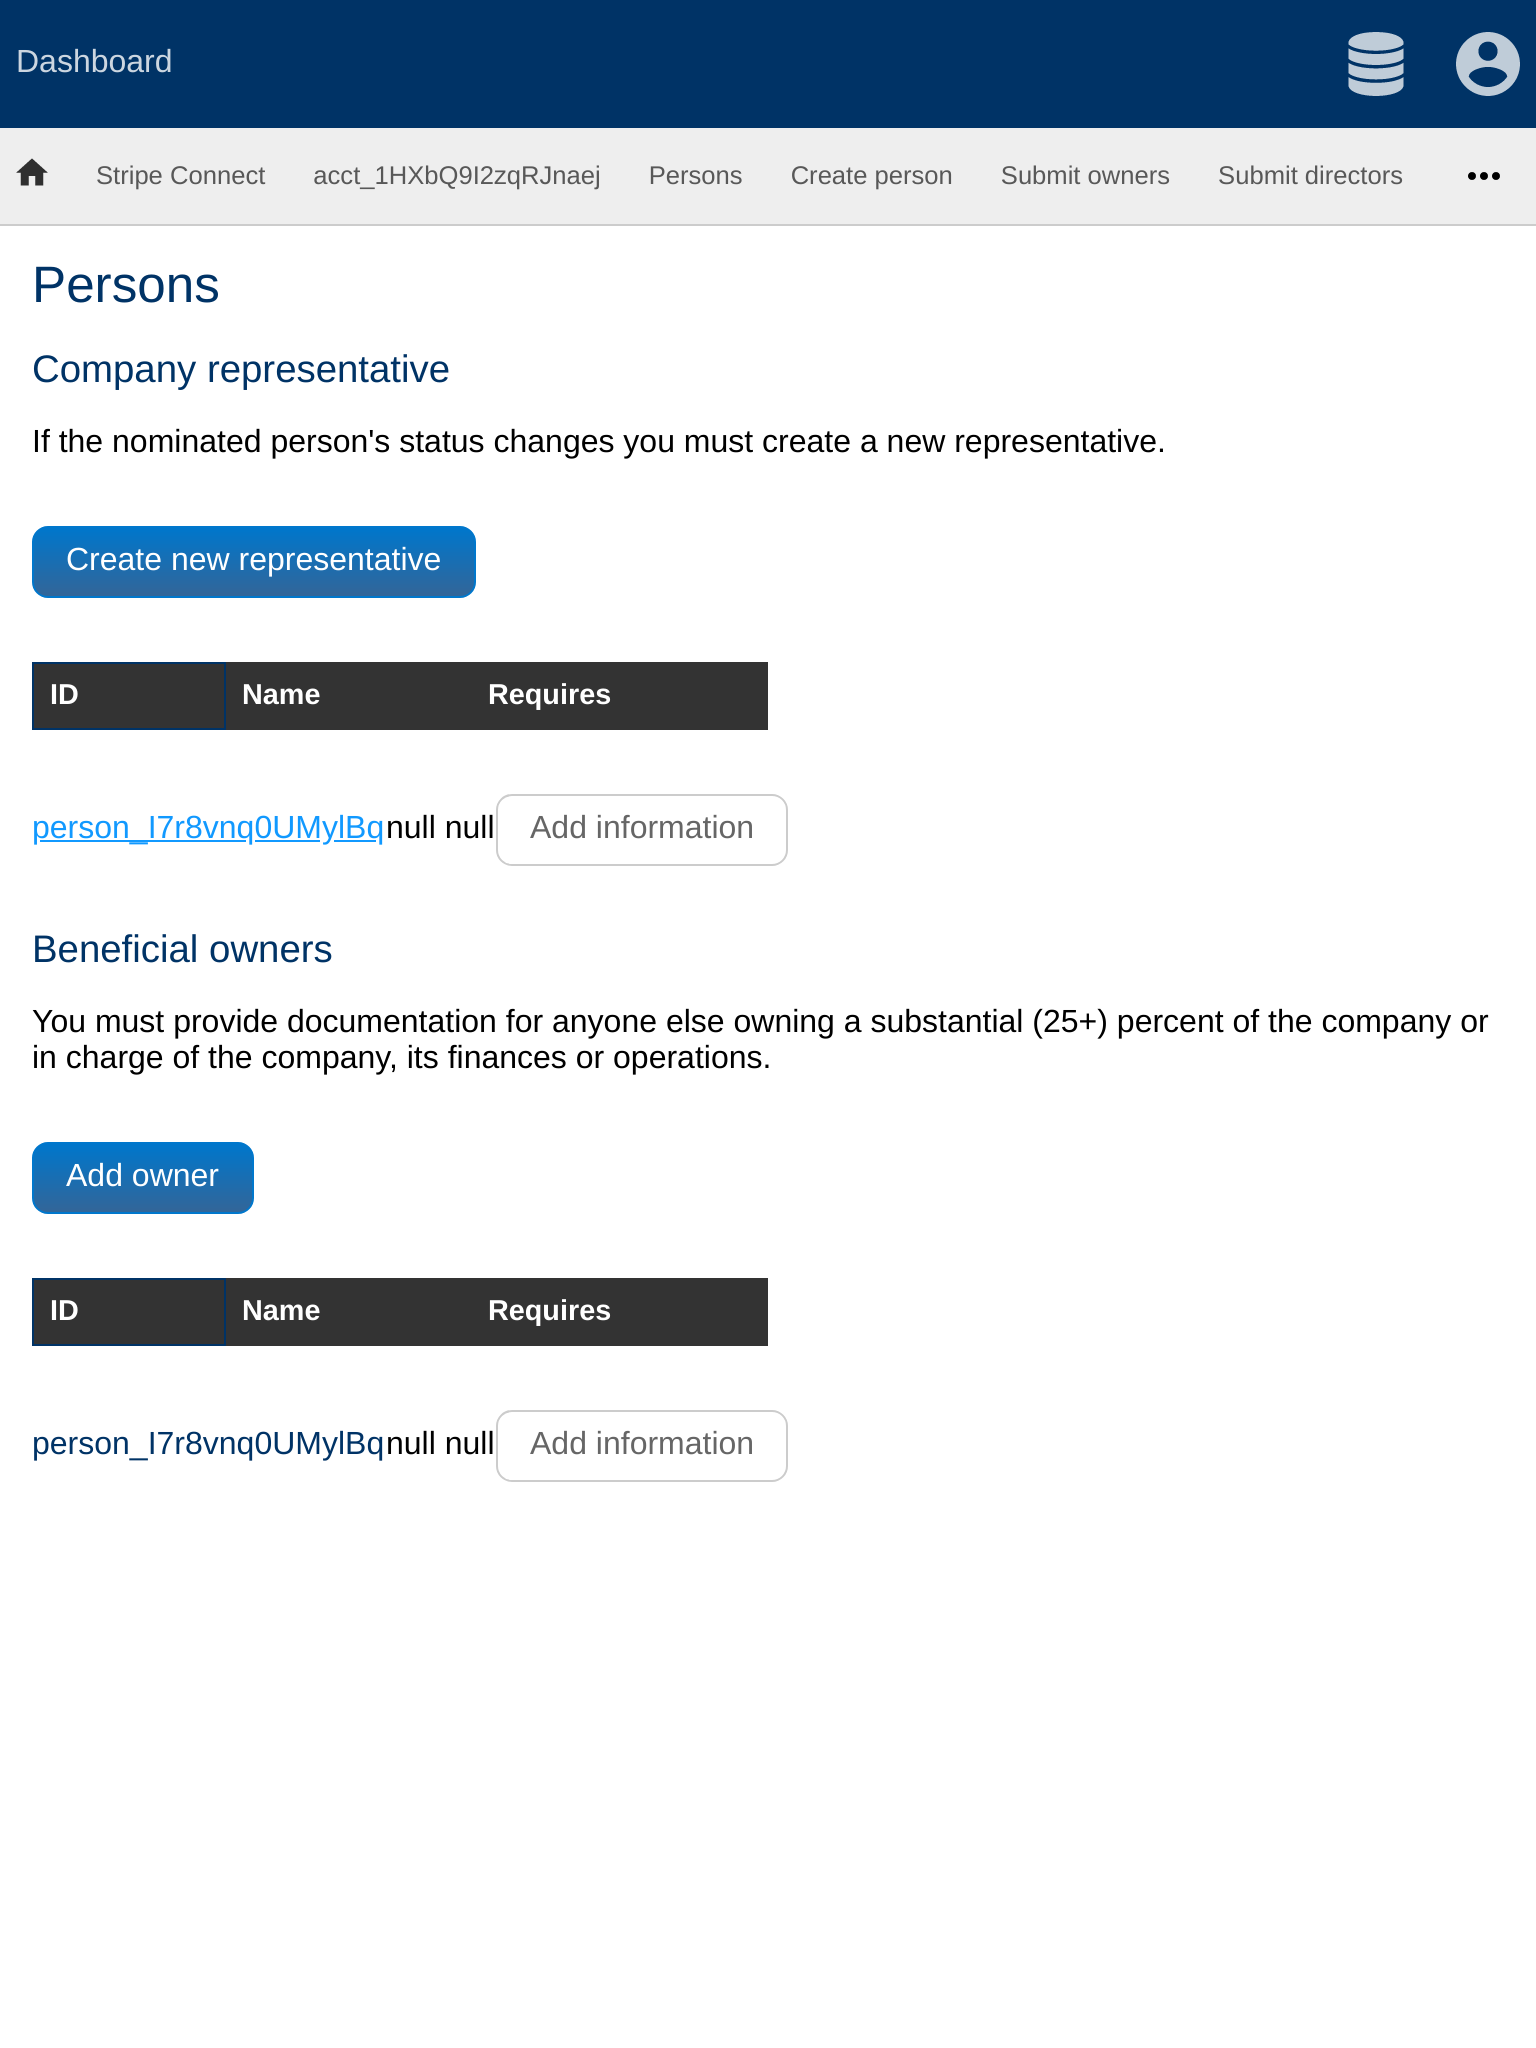 Dashboard
Stripe Connect acct_1HXbQ9I2zqRJnaej Persons Create person Submit owners Submit directors
Persons
Company representative
If the nominated person's status changes you must create a new representative.
Create new representative
ID Name Requires
person_I7r8vnq0UMylBqnull null Add information
Beneficial owners
You must provide documentation for anyone else owning a substantial (25+) percent of the company or
in charge of the company, its finances or operations.
Add owner
ID Name Requires
person_I7r8vnq0UMylBqnull null Add information